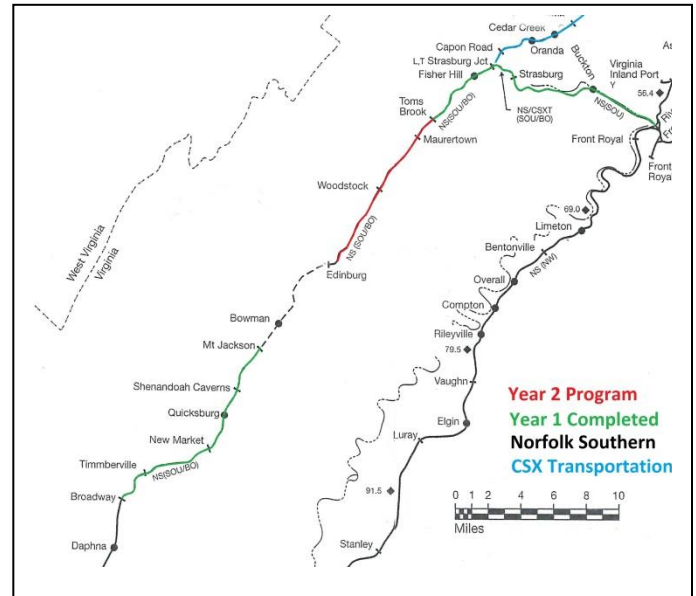 Cedar Creek
Capon Road
Oranda
L,T Strasburg Jct
Fisher Hill
Strasburg
Buckton
Virginia
Inland Port
Y
56.4
NS/CSXT
(SOU/BO)
NS(SOU)
NS(SOU/BO)
Toms
Brook
Maurertown
Front Royal
Front
Royal
Woodstock
69.0
Limeton
NS (SOU/BO)
Bentonville
NS (NW)
Edinburg
Overall
West Virginia
Virginia
Compton
Bowman
Rileyville
Mt Jackson
79.5
Vaughn
Shenandoah Caverns
Quicksburg
Elgin
New Market
Luray
Timmberville
NS(SOU/BO)
Broadway
91.5
Daphna
Stanley
Year 2 Program
Year 1 Completed
Norfolk Southern
CSX Transportation
0 1 2 4 6 8 10
Miles